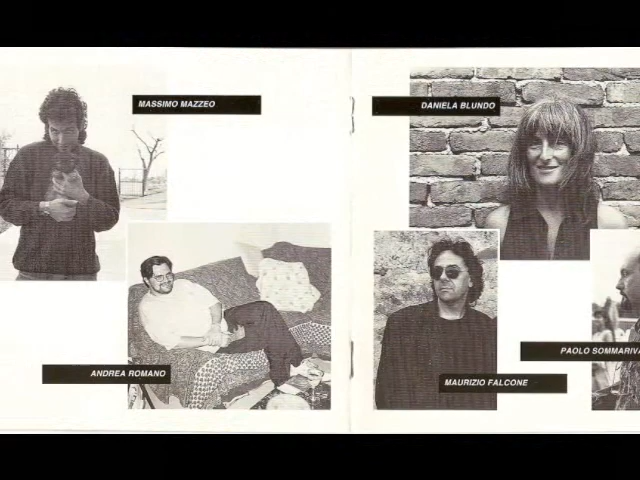 MASSIMO MAZZEO
ANDREA ROMANO
DANIELA BLUNDO
MAURIZIO FALCONE
PAOLO SOMMARIVA